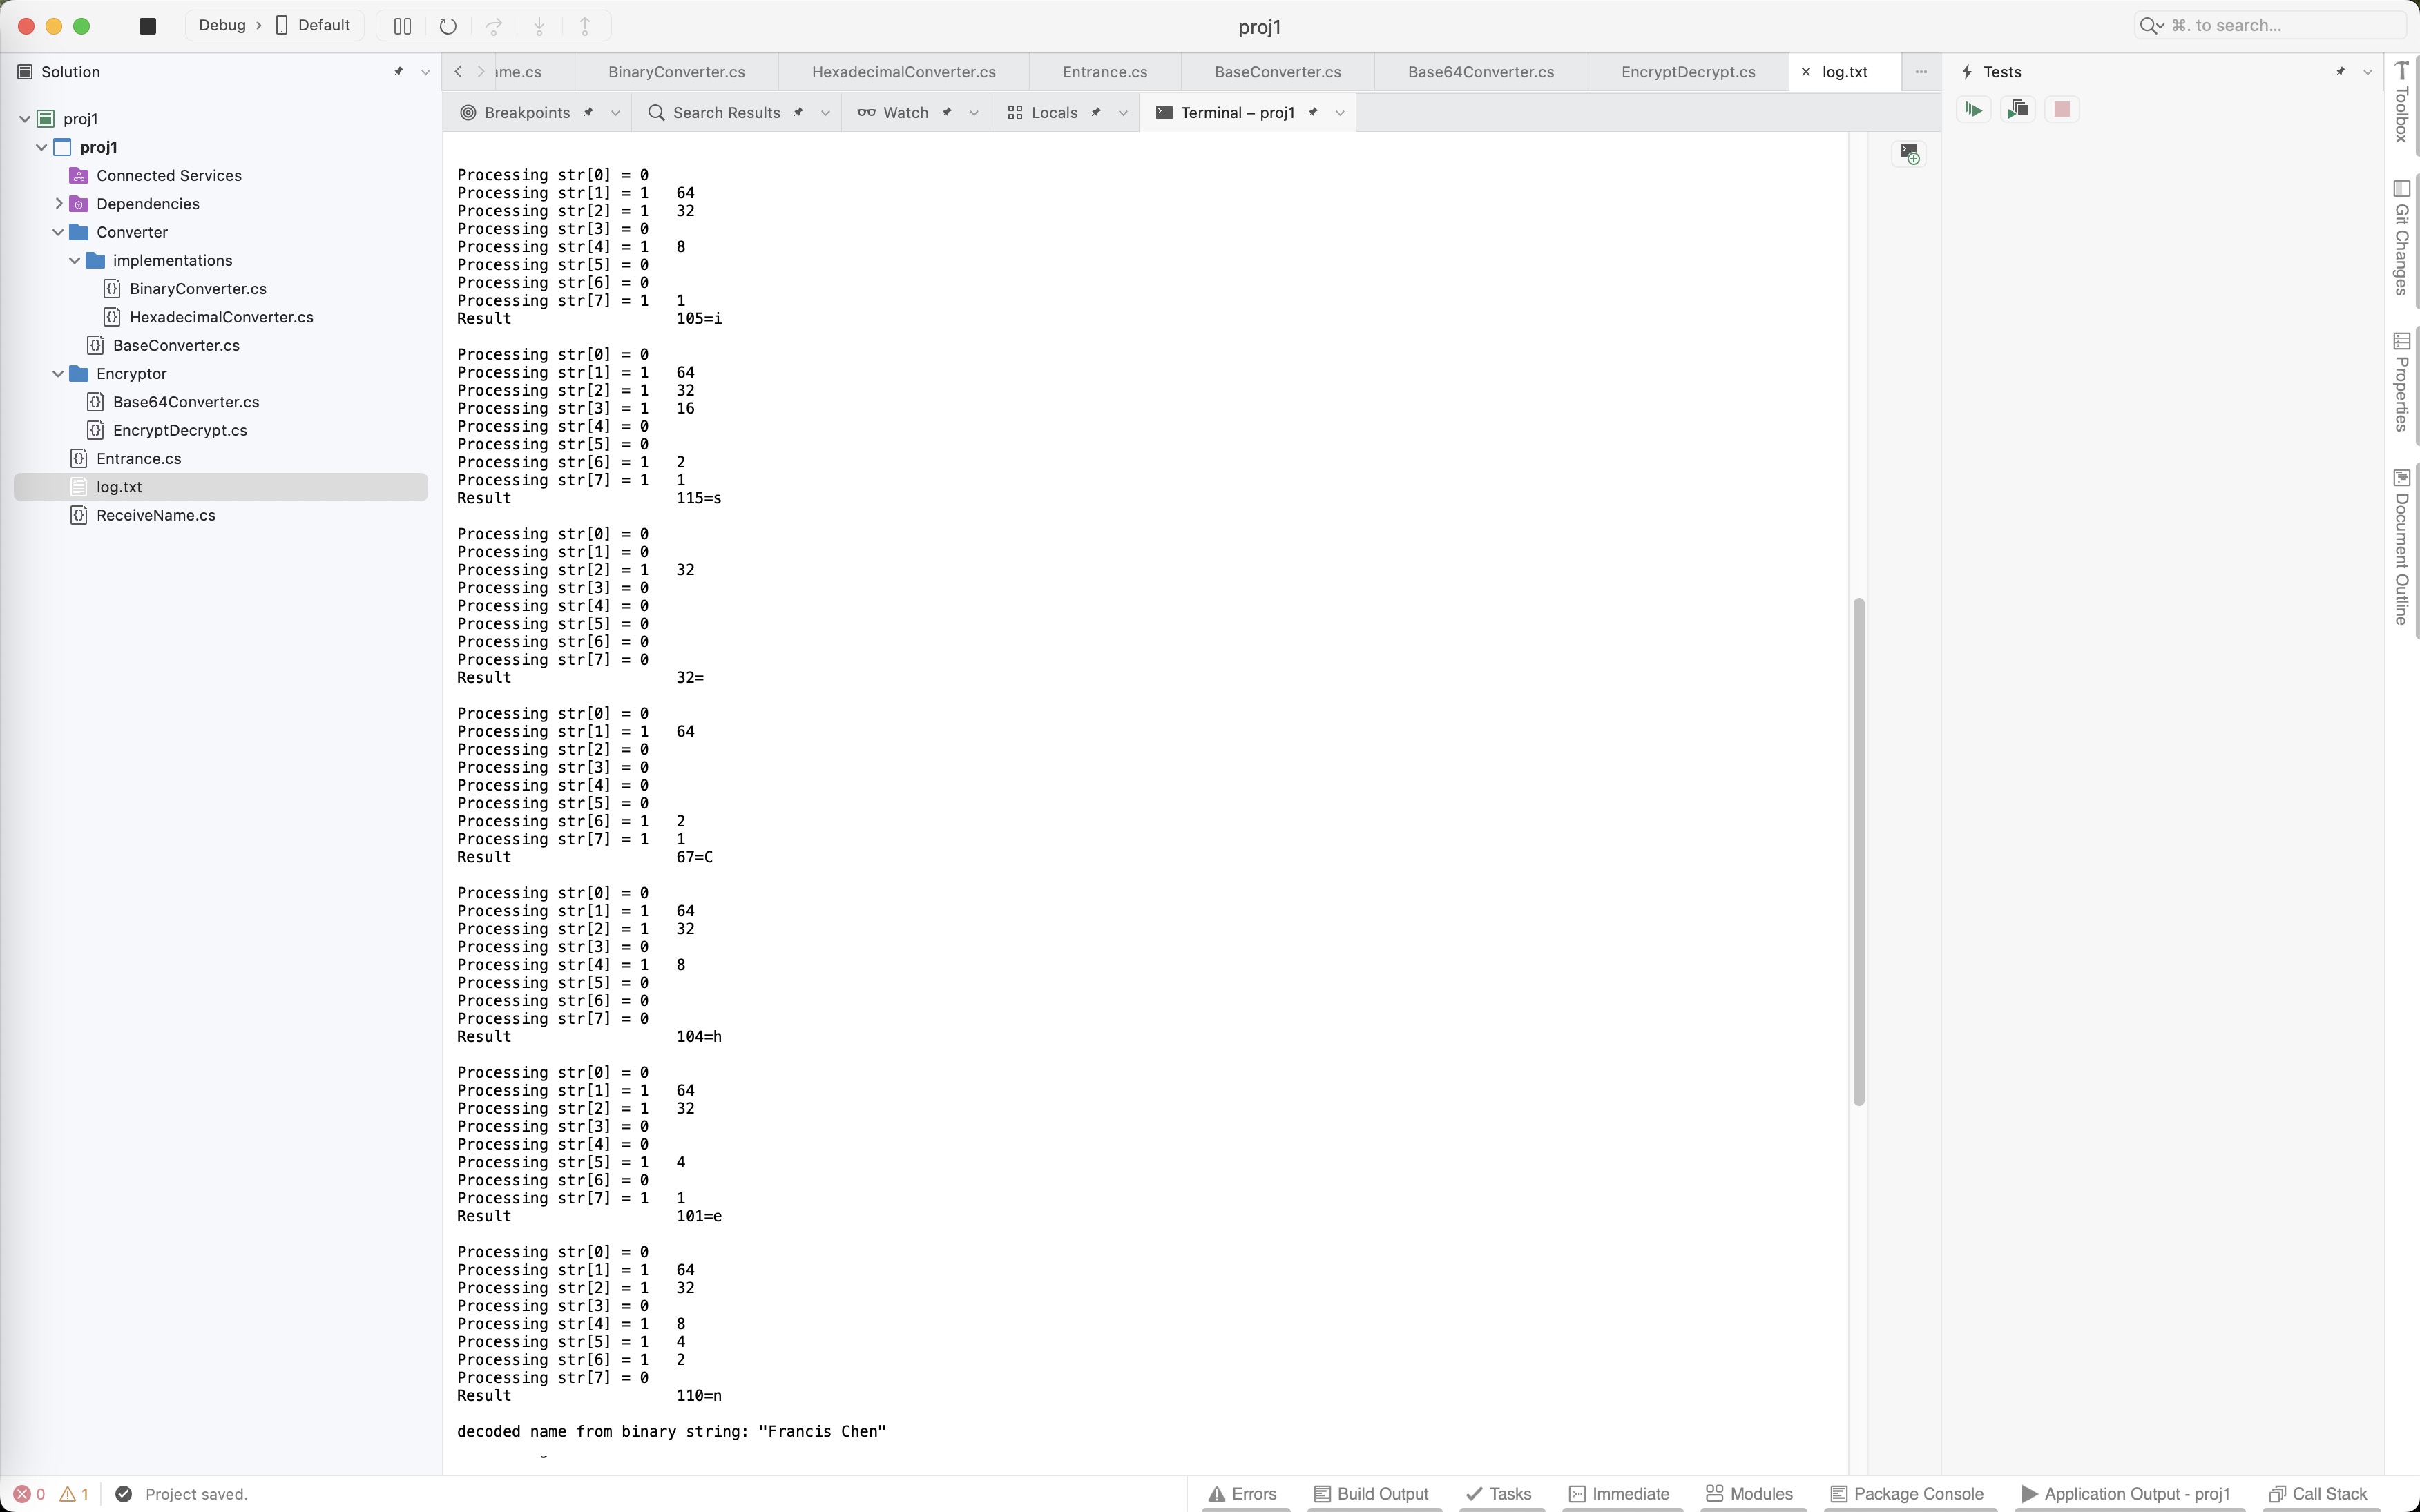 Debug › Default
proj1
⌘. to search...
Solution
proj1
proj1
Connected Services
Dependencies
Converter
implementations
BinaryConverter.cs
HexadecimalConverter.cs
BaseConverter.cs
Encryptor
Base64Converter.cs
EncryptDecrypt.cs
Entrance.cs
log.txt
ReceiveName.cs
me.cs BinaryConverter.cs HexadecimalConverter.cs Entrance.cs BaseConverter.cs Base64Converter.cs EncryptDecrypt.cs × log.txt ...
Breakpoints Search Results Watch Locals Terminal – proj1
Processing str[0] = 0
Processing str[1] = 1 64
Processing str[2] = 1 32
Processing str[3] = 0
Processing str[4] = 1 8
Processing str[5] = 0
Processing str[6] = 0
Processing str[7] = 1 1
Result 105=i
Processing str[0] = 0
Processing str[1] = 1 64
Processing str[2] = 1 32
Processing str[3] = 1 16
Processing str[4] = 0
Processing str[5] = 0
Processing str[6] = 1 2
Processing str[7] = 1 1
Result 115=s
Processing str[0] = 0
Processing str[1] = 0
Processing str[2] = 1 32
Processing str[3] = 0
Processing str[4] = 0
Processing str[5] = 0
Processing str[6] = 0
Processing str[7] = 0
Result 32=
Processing str[0] = 0
Processing str[1] = 1 64
Processing str[2] = 0
Processing str[3] = 0
Processing str[4] = 0
Processing str[5] = 0
Processing str[6] = 1 2
Processing str[7] = 1 1
Result 67=C
Processing str[0] = 0
Processing str[1] = 1 64
Processing str[2] = 1 32
Processing str[3] = 0
Processing str[4] = 1 8
Processing str[5] = 0
Processing str[6] = 0
Processing str[7] = 0
Result 104=h
Processing str[0] = 0
Processing str[1] = 1 64
Processing str[2] = 1 32
Processing str[3] = 0
Processing str[4] = 0
Processing str[5] = 1 4
Processing str[6] = 0
Processing str[7] = 1 1
Result 101=e
Processing str[0] = 0
Processing str[1] = 1 64
Processing str[2] = 1 32
Processing str[3] = 0
Processing str[4] = 1 8
Processing str[5] = 1 4
Processing str[6] = 1 2
Processing str[7] = 0
Result 110=n
decoded name from binary string: "Francis Chen"
Tests
Toolbox
Git Changes
Properties
Document Outline
0 1 Project saved.
Errors Build Output Tasks Immediate Modules Package Console Application Output - proj1 Call Stack